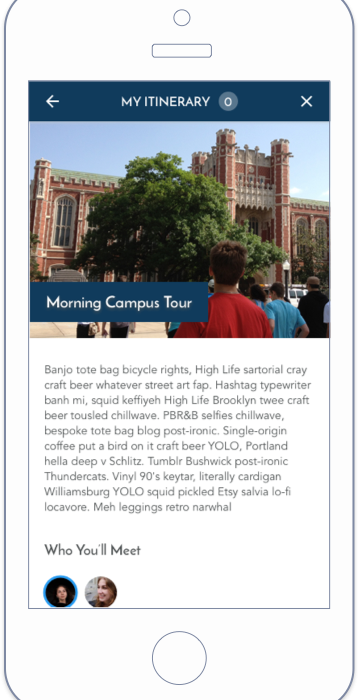 MY ITINERARY 0
Morning Campus Tour
Banjo tote bag bicycle rights, High Life sartorial cray
craft beer whatever street art fap. Hashtag typewriter
banh mi, squid keffiyeh High Life Brooklyn twee craft
beer tousled chillwave. PBR&B selfies chillwave,
bespoke tote bag blog post-ironic. Single-origin
coffee put a bird on it craft beer YOLO, Portland
hella deep v Schlitz. Tumblr Bushwick post-ironic
Thundercats. Vinyl 90's keytar, literally cardigan
Williamsburg YOLO squid pickled Etsy salvia lo-fi
locavore. Meh leggings retro narwhal
Who You'll Meet